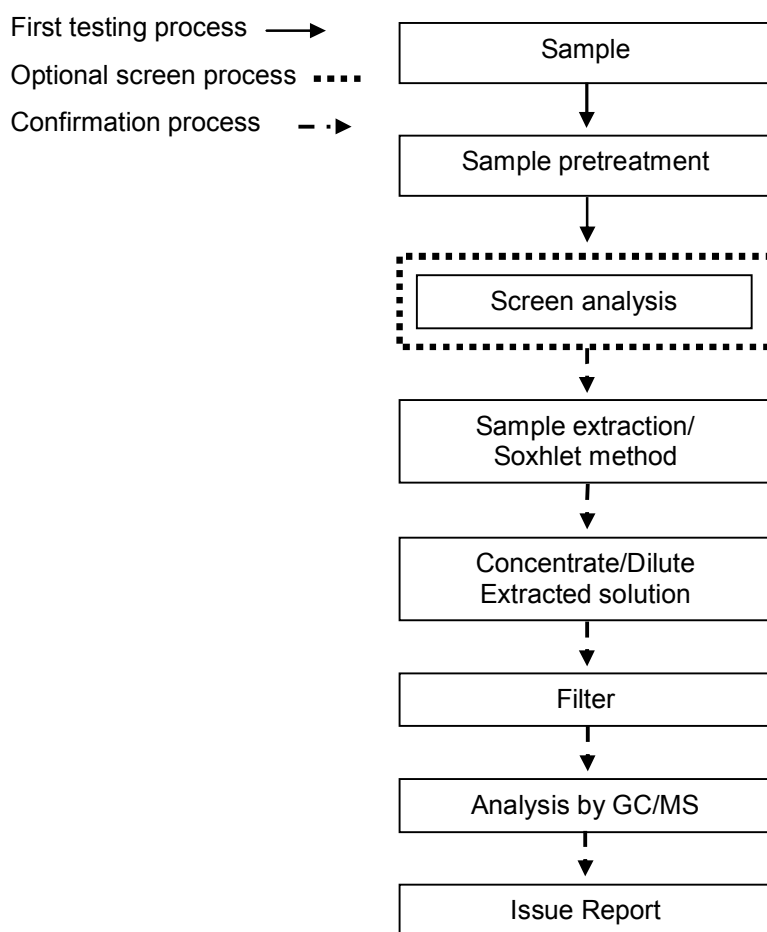 First testing process
Optional screen process
Confirmation process
Sample
Sample pretreatment
Screen analysis
Sample extraction/
Soxhlet method
Concentrate/Dilute
Extracted solution
Filter
Analysis by GC/MS
Issue Report